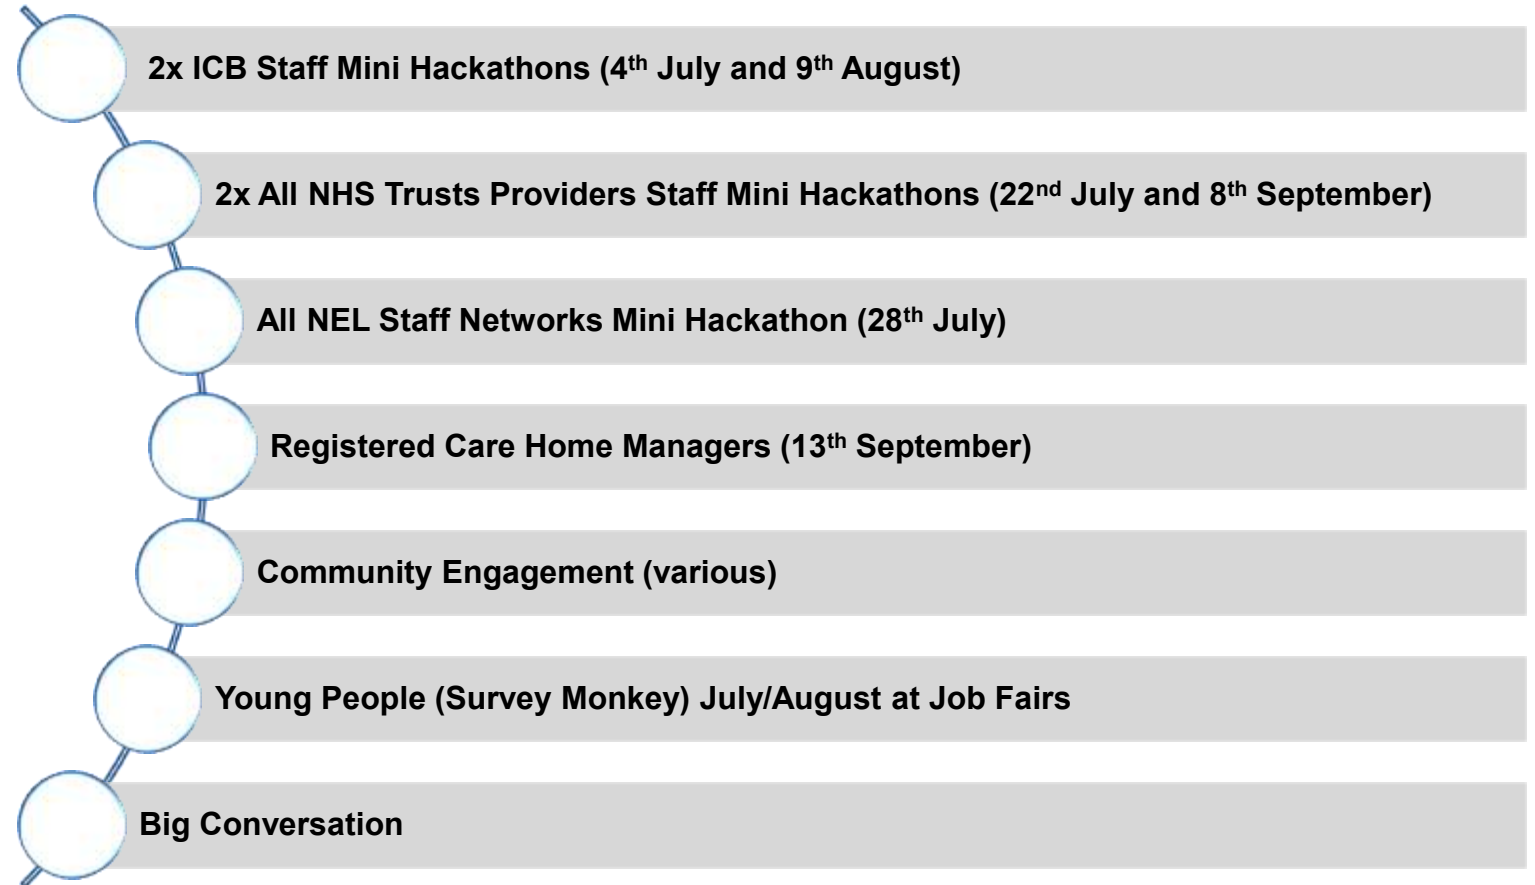 2x ICB Staff Mini Hackathons (4th July and 9th August)
2x All NHS Trusts Providers Staff Mini Hackathons (22nd July and 8th September)
All NEL Staff Networks Mini Hackathon (28th July)
Registered Care Home Managers (13th September)
Community Engagement (various)
Young People (Survey Monkey) July/August at Job Fairs
Big Conversation